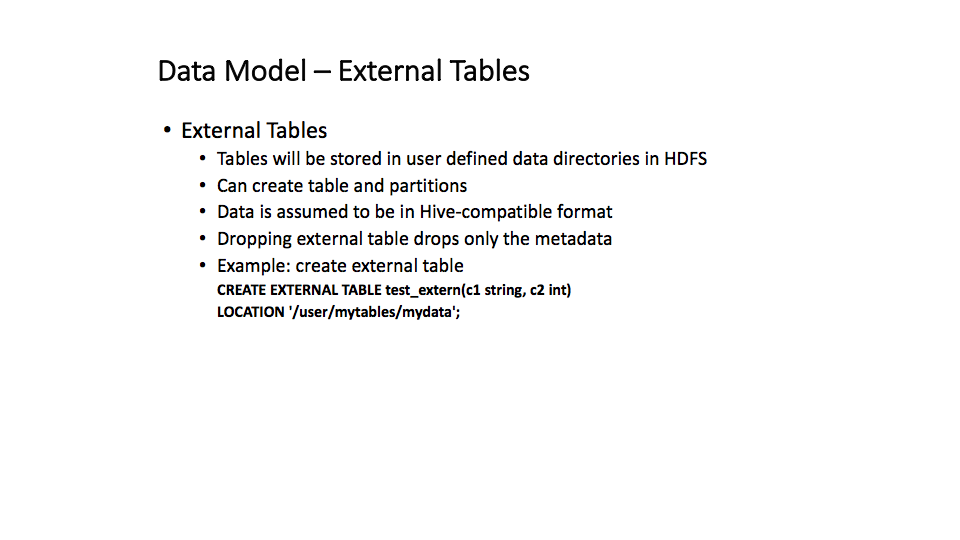 Data Model – External Tables
• External Tables
• Tables will be stored in user defined data directories in HDFS
• Can create table and partitions
• Data is assumed to be in Hive-compatible format
• Dropping external table drops only the metadata
• Example: create external table
CREATE EXTERNAL TABLE test_extern(c1 string, c2 int)
LOCATION '/user/mytables/mydata';